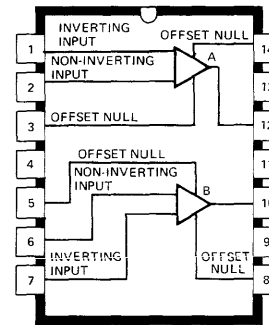 INVERTING
INPUT
OFFSET NULL
1
14
NON-INVERTING
INPUT
A
2
13
OFFSET NULL
3
12
4
11
OFFSET NULL
NON-INVERTING
INPUT
B
5
10
6
9
INVERTING
INPUT
OFFSET
NULL
7
8